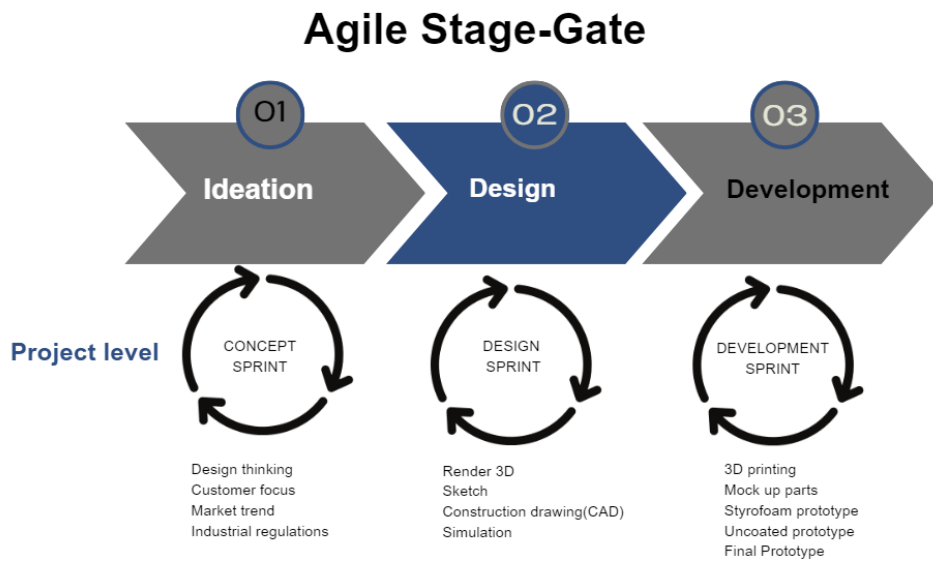 Agile Stage-Gate
01
02
03
Ideation
Design
Development
Project level
CONCEPT
SPRINT
DESIGN
SPRINT
DEVELOPMENT
SPRINT
Design thinking
Customer focus
Market trend
Industrial regulations
Render 3D
Sketch
Construction drawing(CAD)
Simulation
3D printing
Mock up parts
Styrofoam prototype
Uncoated prototype
Final Prototype